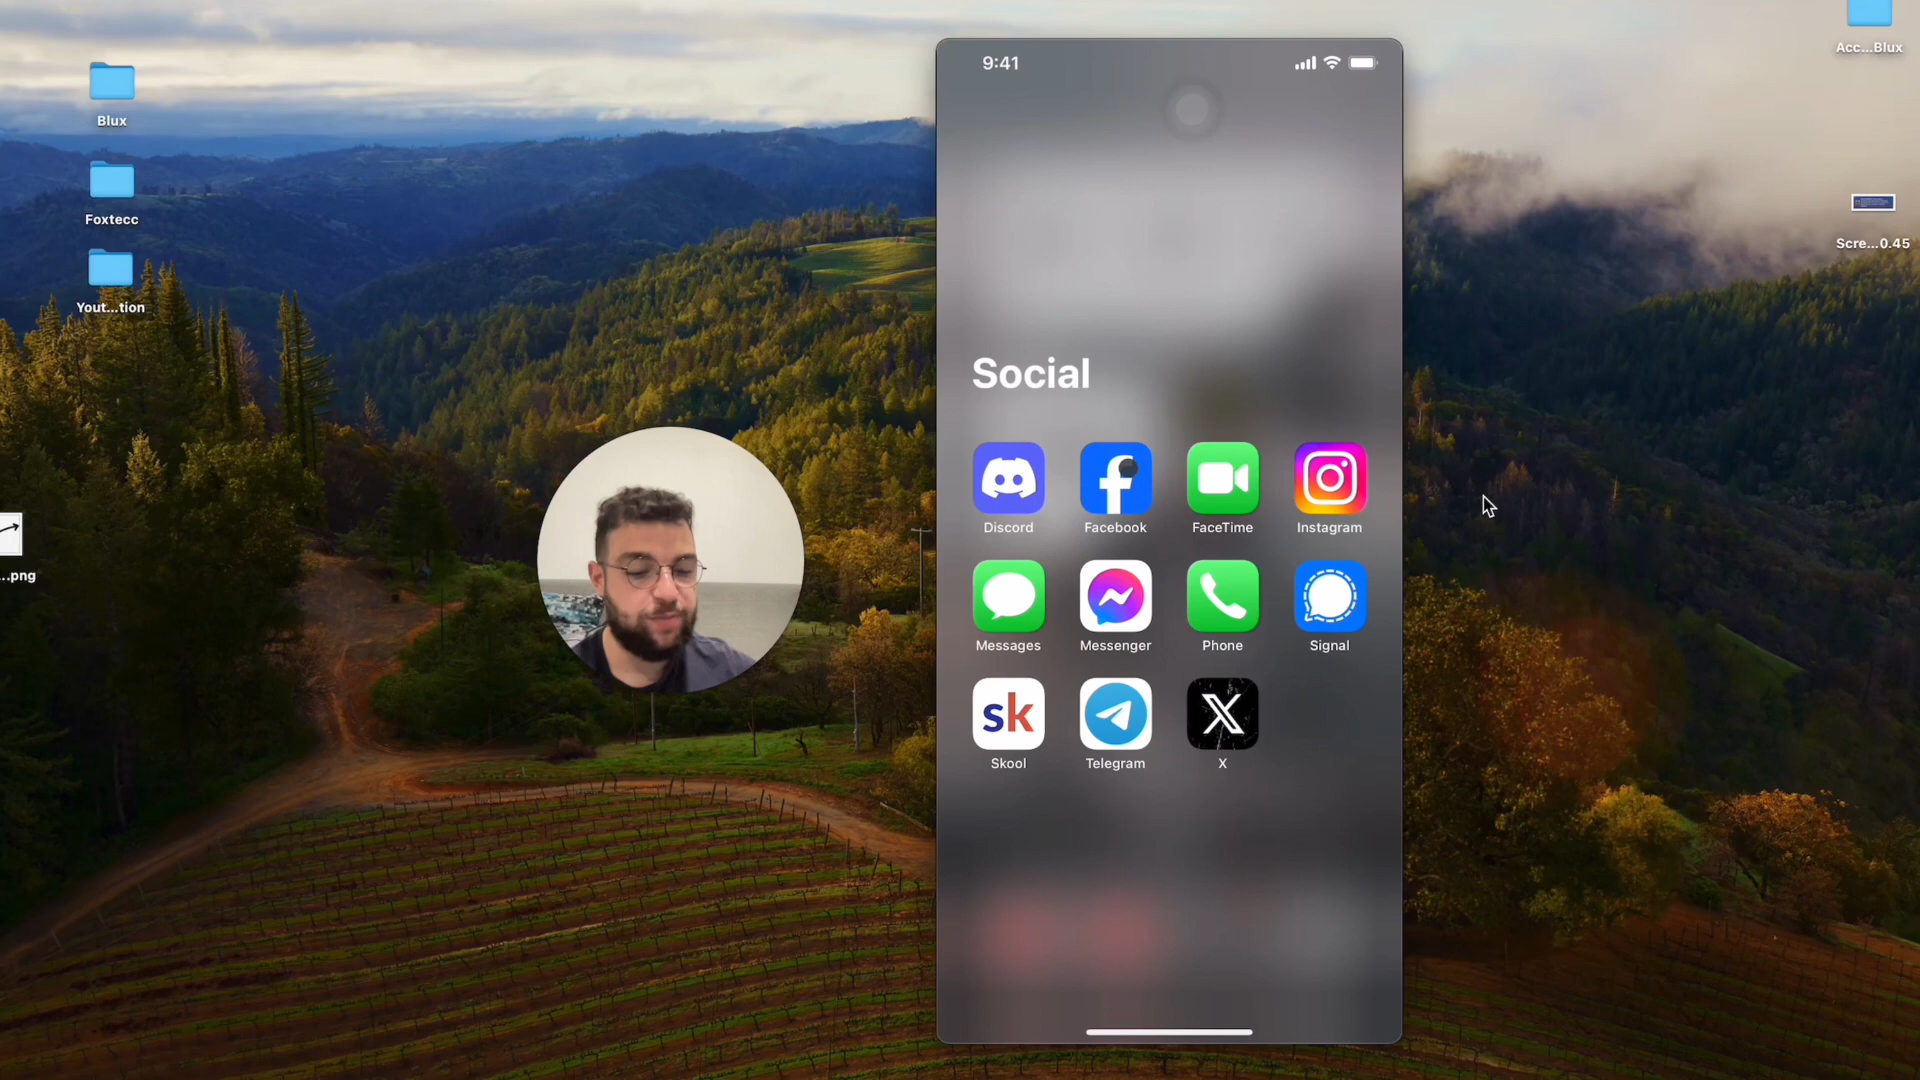 Blux
Foxtecc
Yout...tion
...png
9:41
Social
Discord
Facebook
FaceTime
Instagram
Messages
Messenger
Phone
Signal
sk
Skool
Telegram
X
Acc...Blux
Scre...0.45